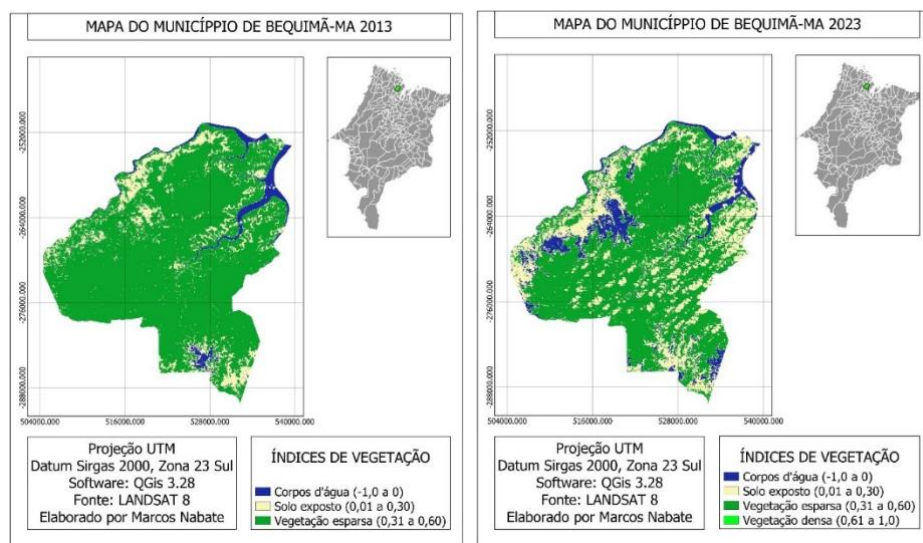 MAPA DO MUNICÍPPIO DE BEQUIMÃ-MA 2013
-252000.000
-264000.000
-276000.000
-288000.000
504000.000 516000.000 528000.000 540000.000
Projeção UTM
Datum Sirgas 2000, Zona 23 Sul
Software: QGis 3.28
Fonte: LANDSAT 8
Elaborado por Marcos Nabate
ÍNDICES DE VEGETAÇÃO
Corpos d'água (-1,0 a 0)
Solo exposto (0,01 a 0,30)
Vegetação esparsa (0,31 a 0,60)
MAPA DO MUNICÍPPIO DE BEQUIMÃ-MA 2023
-252000.000
-264000.000
-276000.000
-288000.000
504000.000 516000.000 528000.000 540000.000
Projeção UTM
Datum Sirgas 2000, Zona 23 Sul
Software: QGis 3.28
Fonte: LANDSAT 8
Elaborado por Marcos Nabate
ÍNDICES DE VEGETAÇÃO
Corpos d'água (-1,0 a 0)
Solo exposto (0,01 a 0,30)
Vegetação esparsa (0,31 a 0,60)
Vegetação densa (0,61 a 1,0)